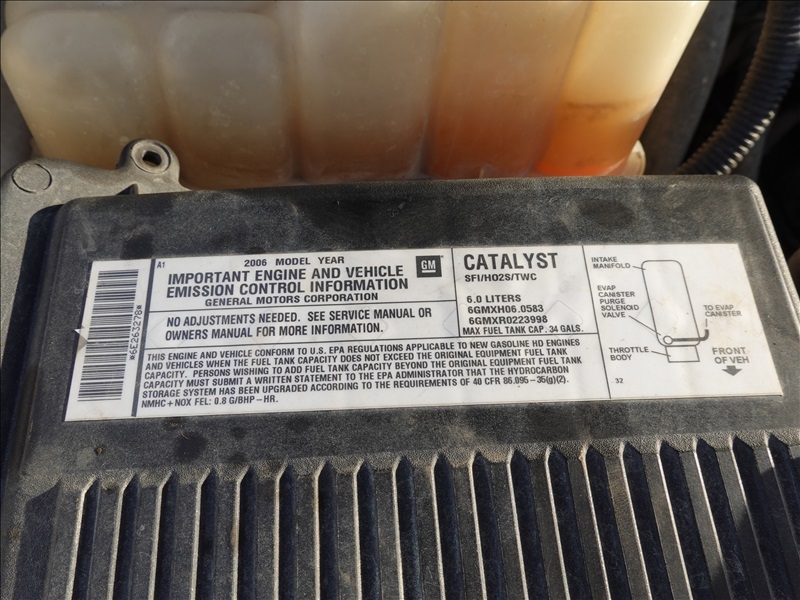 *6E263278*
A1
2006 MODEL YEAR
IMPORTANT ENGINE AND VEHICLE
EMISSION CONTROL INFORMATION
GENERAL MOTORS CORPORATION
GM
NO ADJUSTMENTS NEEDED. SEE SERVICE MANUAL OR
OWNERS MANUAL FOR MORE INFORMATION.
CATALYST
SFI/HO2S/TWC
6.0 LITERS
6GMXH06.0583
6GMXR0223998
MAX FUEL TANK CAP. 34 GALS.
THIS ENGINE AND VEHICLE CONFORM TO U.S. EPA REGULATIONS APPLICABLE TO NEW GASOLINE HD ENGINES
AND VEHICLES WHEN THE FUEL TANK CAPACITY DOES NOT EXCEED THE ORIGINAL EQUIPMENT FUEL TANK
CAPACITY. PERSONS WISHING TO ADD FUEL TANK CAPACITY BEYOND THE ORIGINAL EQUIPMENT FUEL TANK
CAPACITY MUST SUBMIT A WRITTEN STATEMENT TO THE EPA ADMINISTRATOR THAT THE HYDROCARBON
STORAGE SYSTEM HAS BEEN UPGRADED ACCORDING TO THE REQUIREMENTS OF 40 CFR 86.095-35(g)(2).
NMHC+NOX FEL: 0.8 G/BHP-HR.
INTAKE
MANIFOLD
EVAP
CANISTER
PURGE
SOLENOID
VALVE
TO EVAP
CANISTER
THROTTLE
BODY
FRONT
OF VEH
32